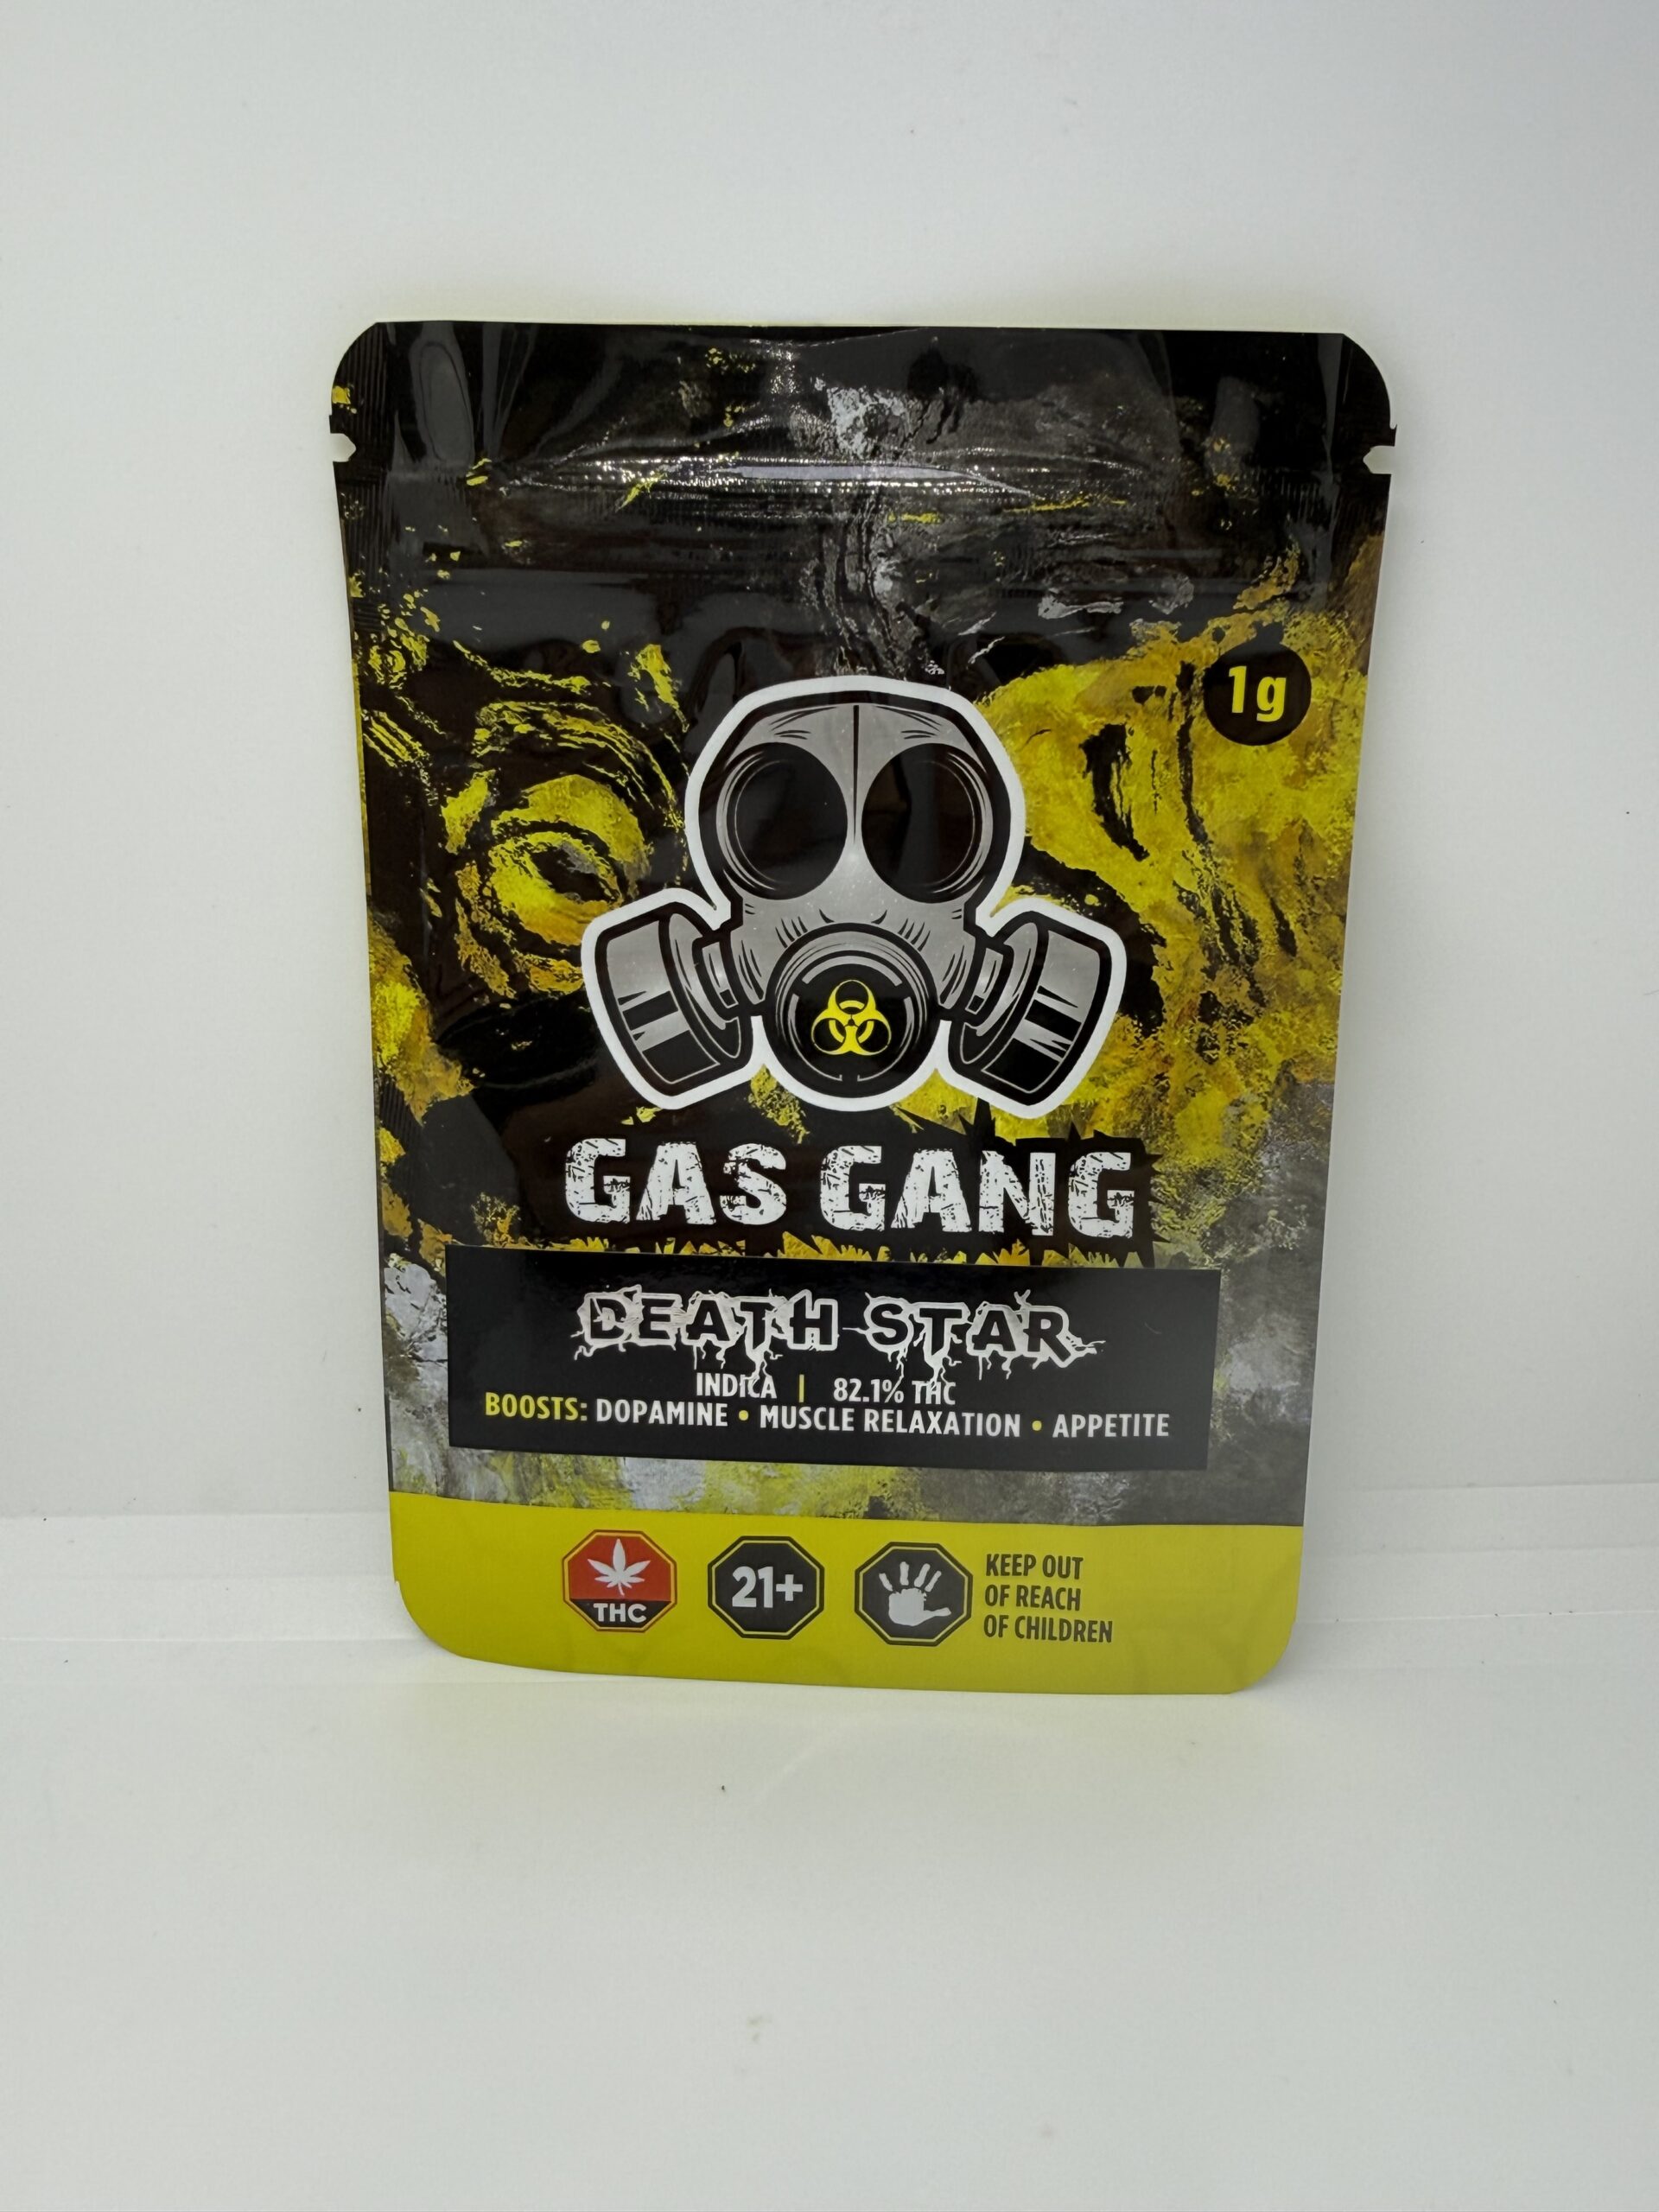 1g
GAS GANG
DEATH STAR
INDICA | 82.1% THC
BOOSTS: DOPAMINE • MUSCLE RELAXATION • APPETITE
THC
21+
KEEP OUT
OF REACH
OF CHILDREN